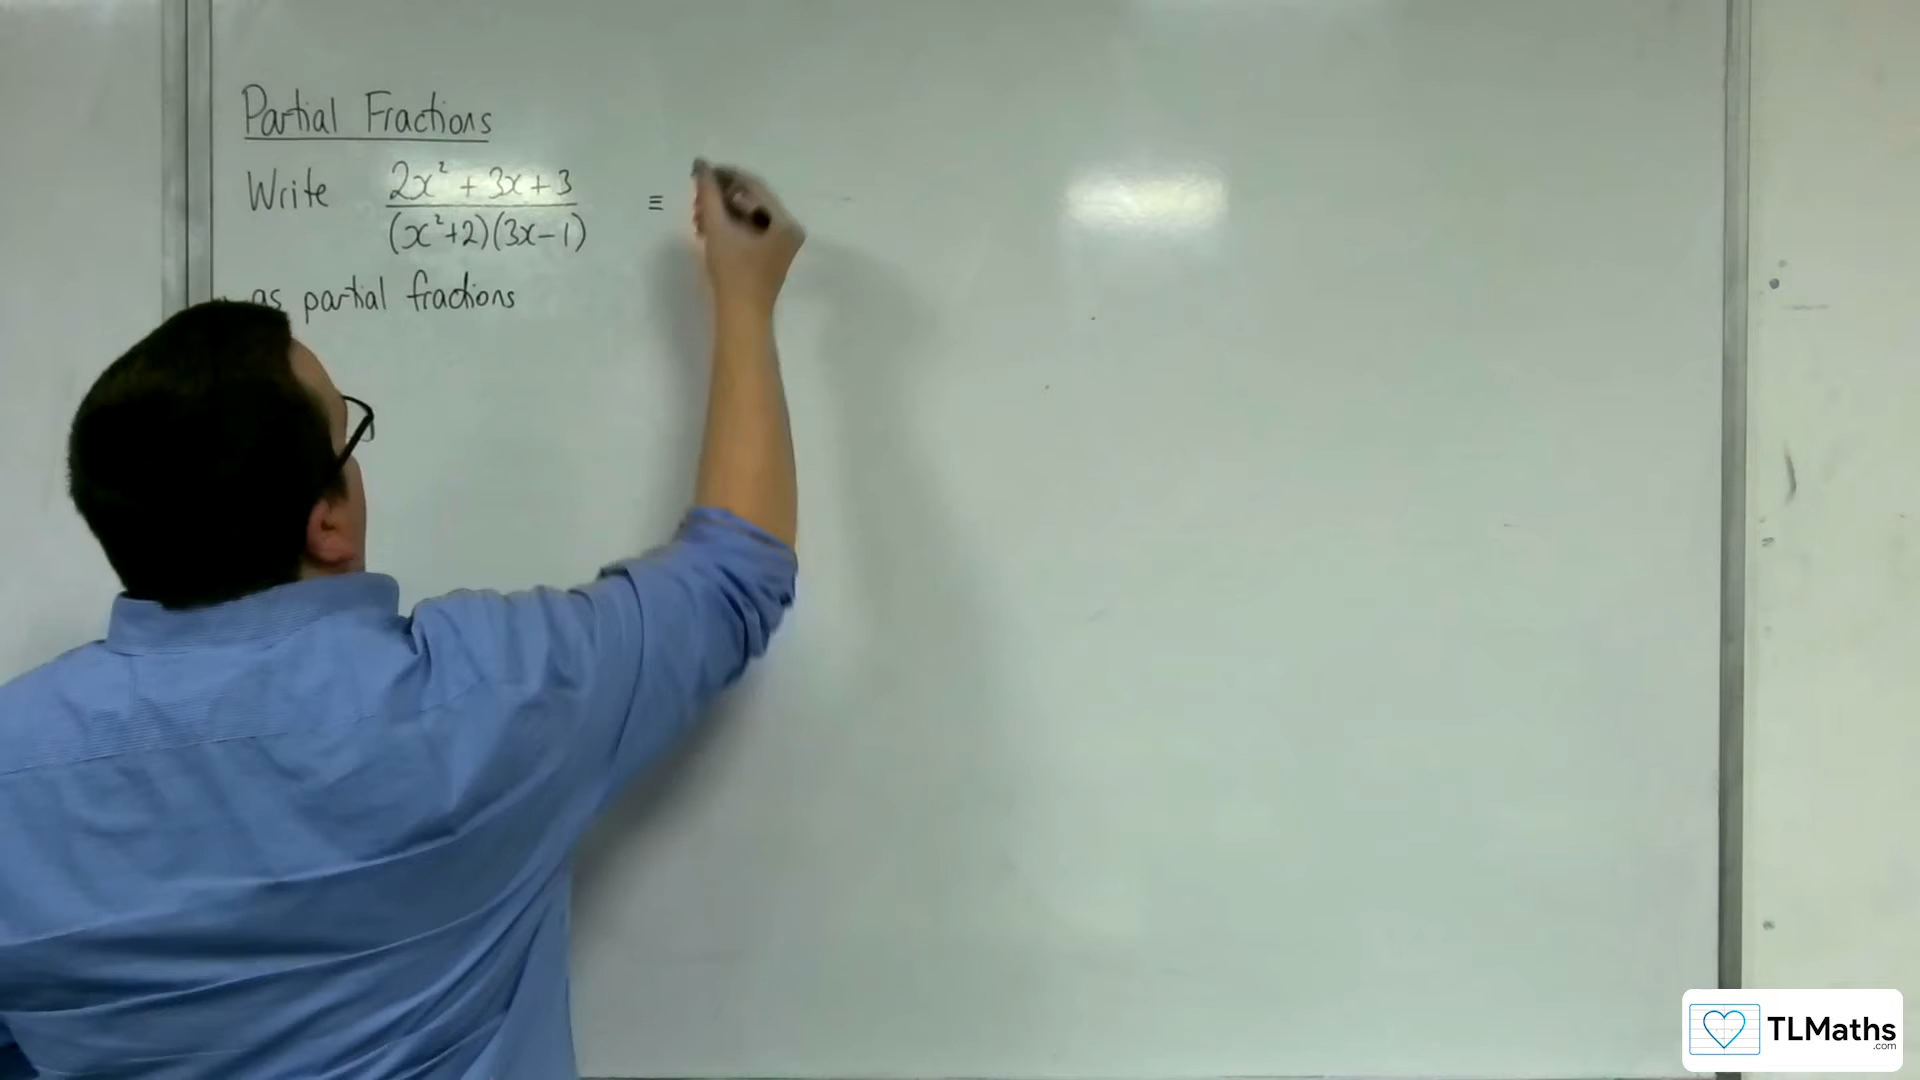 Partial Fractions
Write (2x² + 3x + 3)/((x²+2)(3x-1)) ≡
as partial fractions
TLMaths
.com